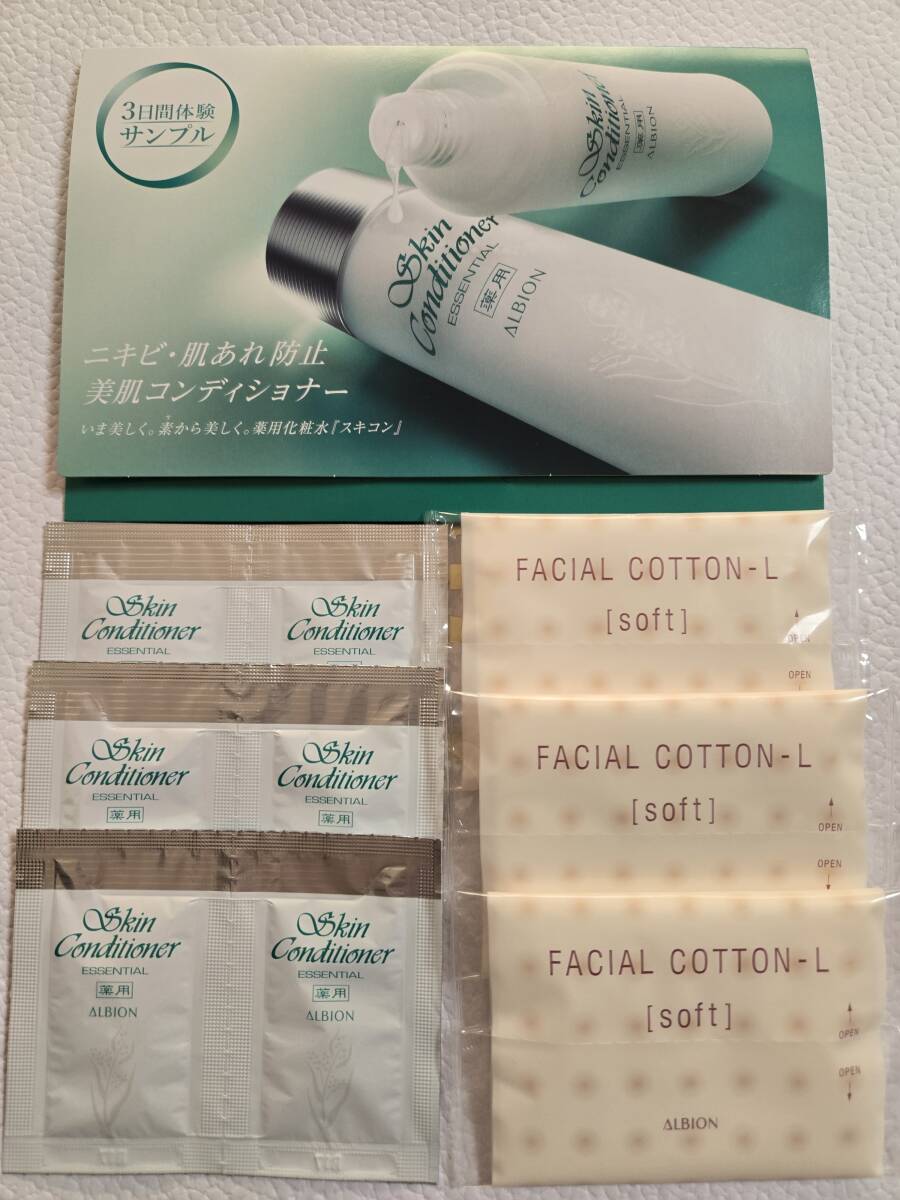 3日間体験
サンプル
Skin
Conditioner
ESSENTIAL
薬用
ALBION
Skin
Conditioner
ESSENTIAL
薬用
ALBION
ニキビ・肌あれ防止
美肌コンディショナー
いま美しく。素から美しく。薬用化粧水『スキコン』
ス
Skin
Conditioner
ESSENTIAL
Skin
Conditioner
ESSENTIAL
FACIAL COTTON-L
[soft]
OPEN
OPEN
Skin
Conditioner
ESSENTIAL
薬用
Skin
Conditioner
ESSENTIAL
薬用
FACIAL COTTON-L
[soft]
OPEN
OPEN
Skin
Conditioner
ESSENTIAL
薬用
ALBION
Skin
Conditioner
ESSENTIAL
薬用
ALBION
FACIAL COTTON-L
[soft]
OPEN
OPEN
ALBION